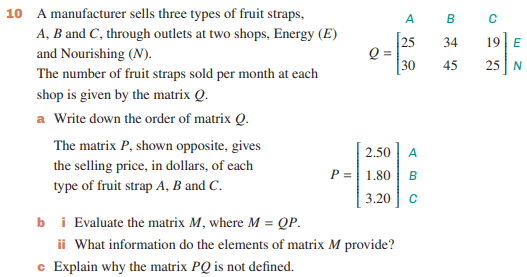 10 A manufacturer sells three types of fruit straps,
A, B and C, through outlets at two shops, Energy (E)
and Nourishing (N).
The number of fruit straps sold per month at each
shop is given by the matrix Q.
A B C
Q = [25 34 19] E
[30 45 25] N
a Write down the order of matrix Q.
The matrix P, shown opposite, gives
the selling price, in dollars, of each
type of fruit strap A, B and C.
2.50 A
P = 1.80 B
3.20 C
b i Evaluate the matrix M, where M = QP.
ii What information do the elements of matrix M provide?
c Explain why the matrix PQ is not defined.